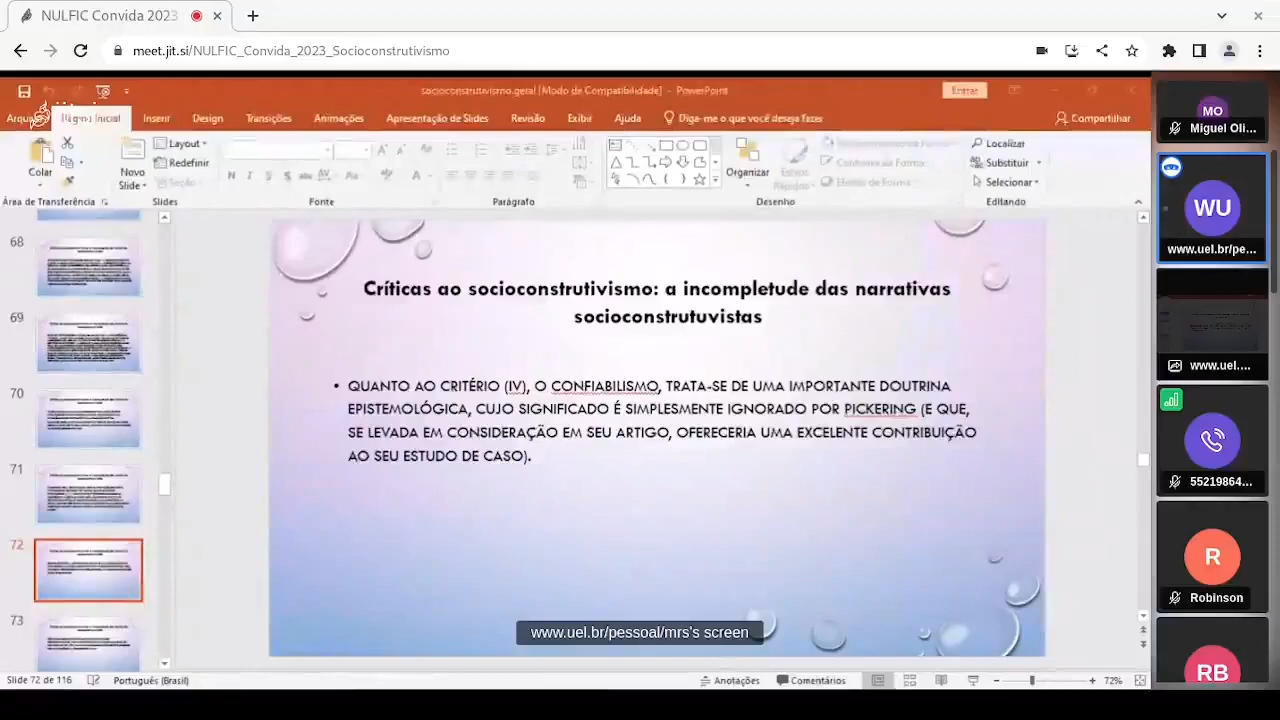 NULFIC Convida 2023
meet.jit.si/NULFIC_Convida_2023_Socioconstrutivismo
socioconstrutivismo.geral [Modo de Compatibilidade] - PowerPoint
Entrar
Inserir
Design
Transições
Animações
Apresentação de Slides
Revisão
Exibir
Ajuda
Diga-me o que você deseja fazer
Compartilhar
Colar
Novo
Slide
Layout
Redefinir
Seção
Organizar
Estilos
Rápidos
Localizar
Substituir
Selecionar
Área de Transferência
Slides
Fonte
Parágrafo
Desenho
Editando
68
69
70
71
72
73
Críticas ao socioconstrutivismo: a incompletude das narrativas
socioconstrutuvistas
• QUANTO AO CRITÉRIO (IV), O CONFIABILISMO, TRATA-SE DE UMA IMPORTANTE DOUTRINA
EPISTEMOLÓGICA, CUJO SIGNIFICADO É SIMPLESMENTE IGNORADO POR PICKERING (E QUE,
SE LEVADA EM CONSIDERAÇÃO EM SEU ARTIGO, OFERECERIA UMA EXCELENTE CONTRIBUIÇÃO
AO SEU ESTUDO DE CASO).
www.uel.br/pessoal/mrs's screen
Slide 72 de 116
Português (Brasil)
Anotações
Comentários
72%
MO
Miguel Oli...
WU
www.uel.br/pe...
www.uel....
55219864...
R
Robinson
RB